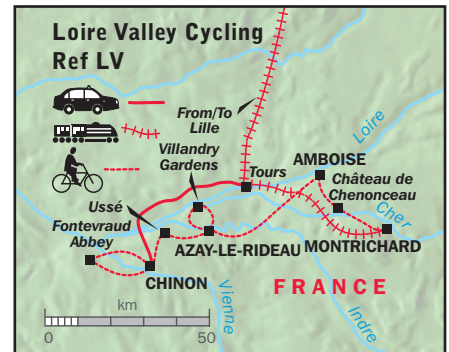 Loire Valley Cycling
Ref LV
From/To
Lille
Villandry
Gardens
Loire
Tours
AMBOISE
Château de
Chenonceau
Ussé
Fontevraud
Abbey
Cher
AZAY-LE-RIDEAU
MONTRICHARD
CHINON
FRANCE
Vienne
Indre
km
0
50